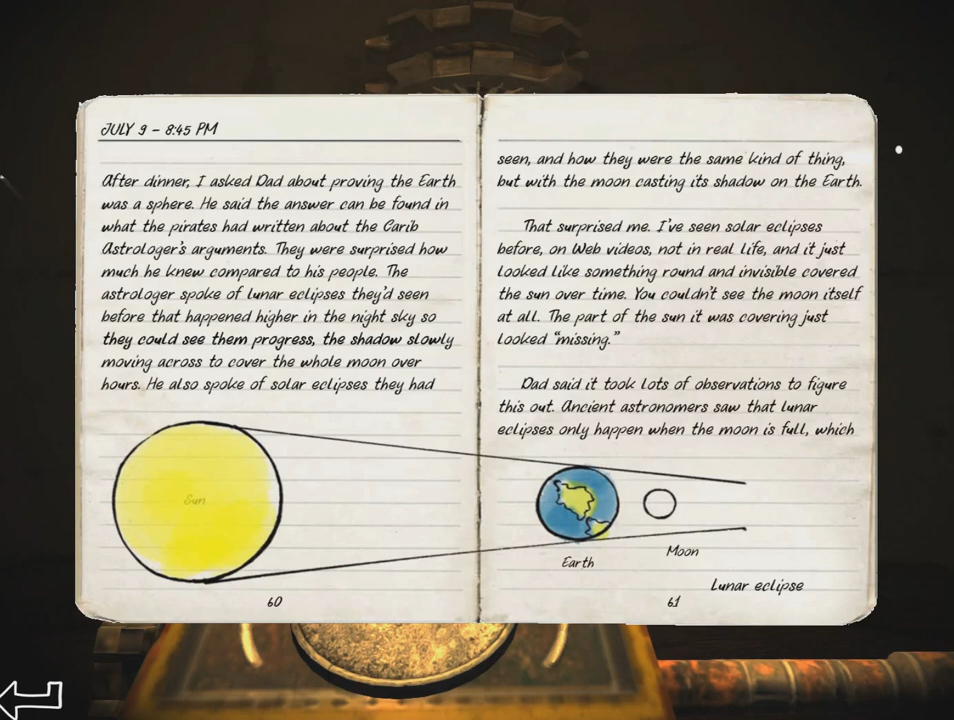 JULY 9 – 8:45 PM
After dinner, I asked Dad about proving the Earth
was a sphere. He said the answer can be found in
what the pirates had written about the Carib
Astrologer's arguments. They were surprised how
much he knew compared to his people. The
astrologer spoke of lunar eclipses they'd seen
before that happened higher in the night sky so
they could see them progress, the shadow slowly
moving across to cover the whole moon over
hours. He also spoke of solar eclipses they had
Sun
60
seen, and how they were the same kind of thing,
but with the moon casting its shadow on the Earth.
That surprised me. I've seen solar eclipses
before, on Web videos, not in real life, and it just
looked like something round and invisible covered
the sun over time. You couldn't see the moon itself
at all. The part of the sun it was covering just
looked "missing."
Dad said it took lots of observations to figure
this out. Ancient astronomers saw that lunar
eclipses only happen when the moon is full, which
Earth
Moon
Lunar eclipse
61